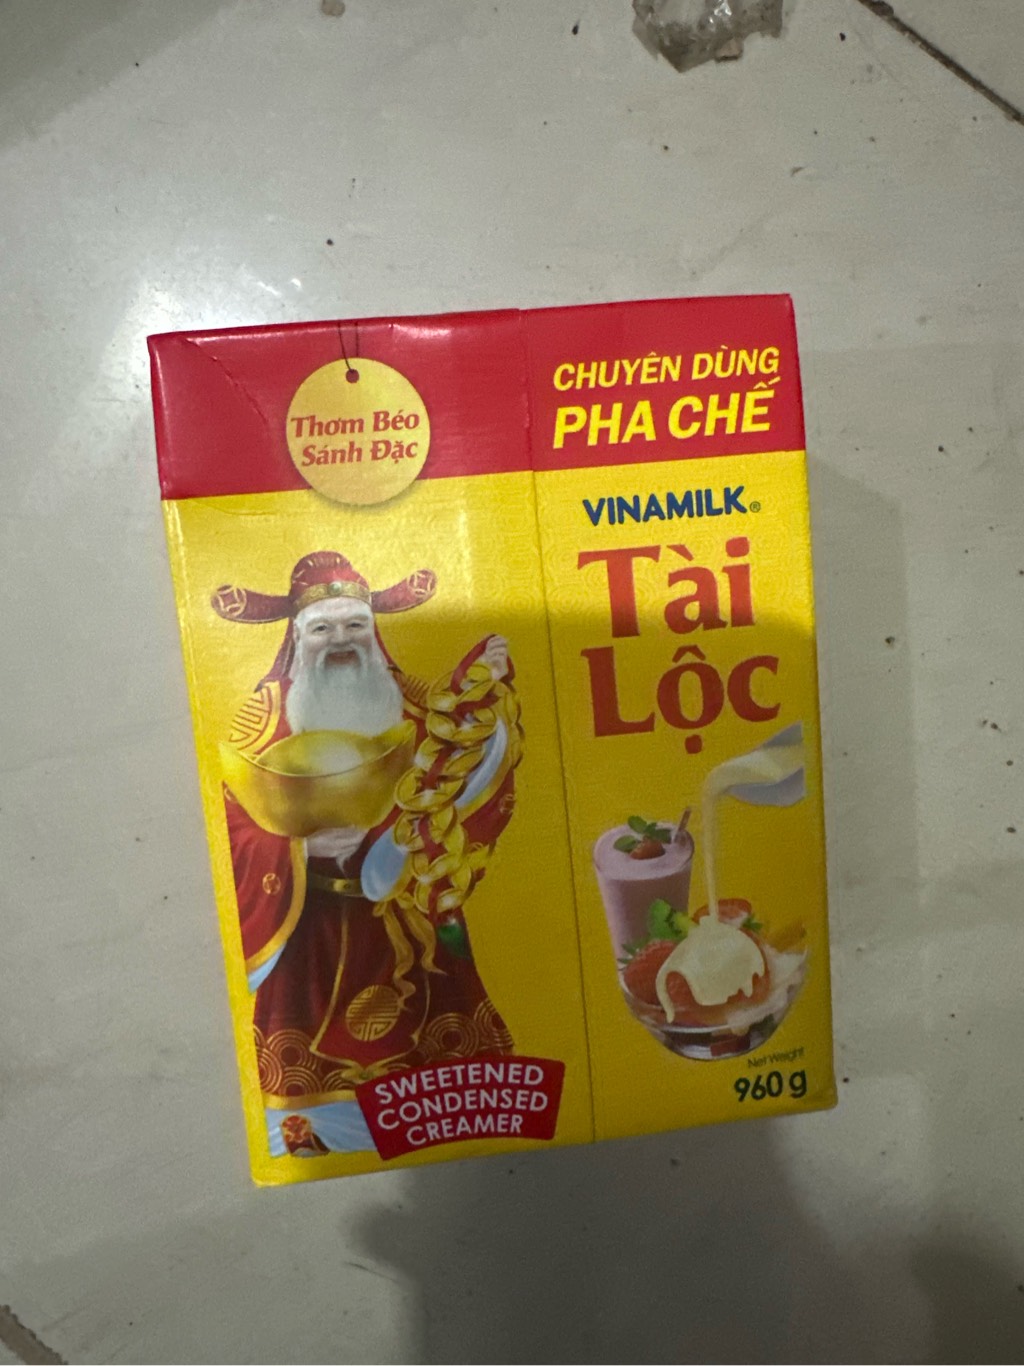 Thơm Béo
Sánh Đặc
SWEETENED
CONDENSED
CREAMER
CHUYÊN DÙNG
PHA CHẾ
VINAMILK®
Tài
Lộc
Net Weight
960 g